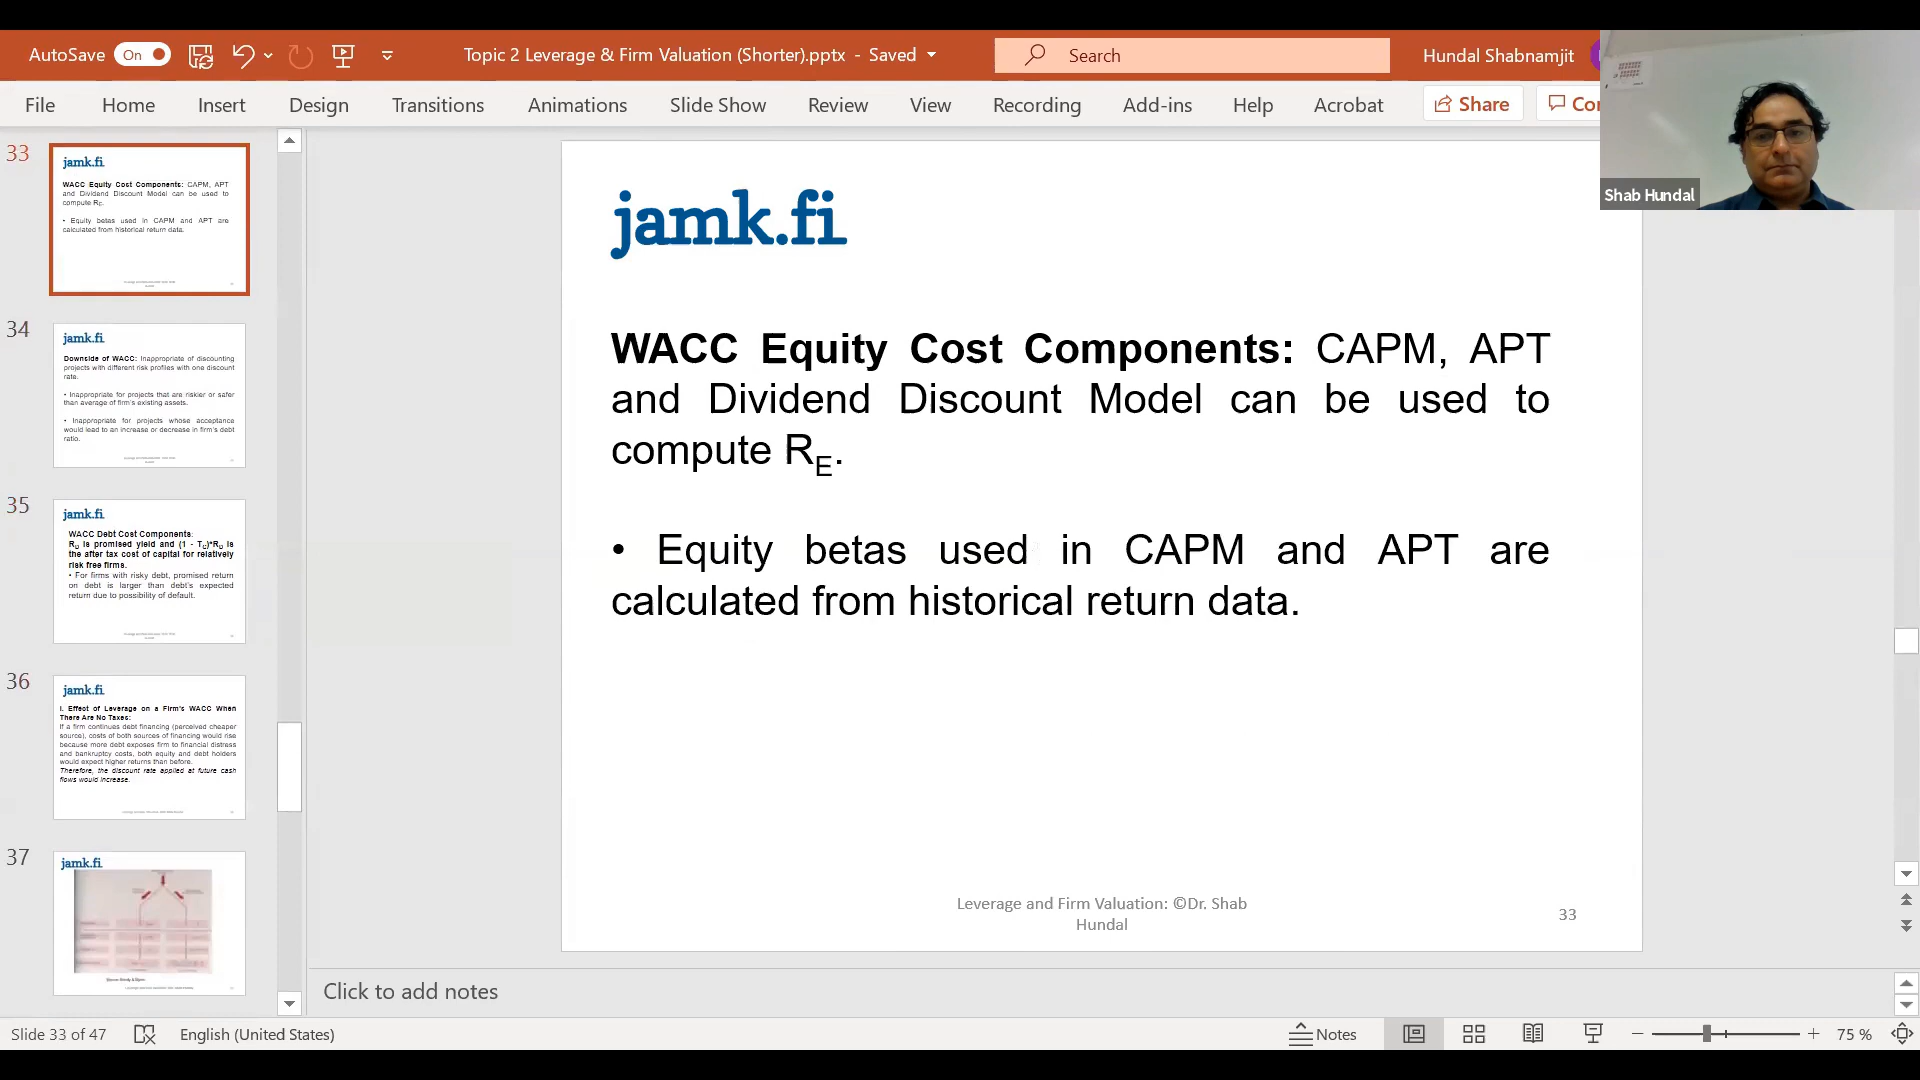 AutoSave On
Topic 2 Leverage & Firm Valuation (Shorter).pptx - Saved
Search
Hundal Shabnamjit
File Home Insert Design Transitions Animations Slide Show Review View Recording Add-ins Help Acrobat
Share
Shab Hundal
33
jamk.fi
WACC Equity Cost Components: CAPM, APT
and Dividend Discount Model can be used to
compute RE.
• Equity betas used in CAPM and APT are
calculated from historical return data.
34
jamk.fi
Downside of WACC: Inappropriate of discounting
projects with different risk profiles with one discount
rate.
• Inappropriate for projects that are riskier or safer
than average of firm's existing assets.
• Inappropriate for projects whose acceptance
would lead to an increase or decrease in firm's debt
ratio.
35
jamk.fi
WACC Debt Cost Components:
RD is promised yield and (1 - TC)*RD is
the after tax cost of capital for relatively
risk free firms.
• For firms with risky debt, promised return
on debt is larger than debt's expected
return due to possibility of default.
36
jamk.fi
I. Effect of Leverage on a Firm's WACC When
There Are No Taxes:
If a firm continues debt financing (perceived cheaper
source), costs of both sources of financing would rise
because more debt exposes firm to financial distress
and bankruptcy costs, both equity and debt holders
would expect higher returns than before.
Therefore, the discount rate applied at future cash
flows would increase.
37
jamk.fi
jamk.fi
WACC Equity Cost Components: CAPM, APT
and Dividend Discount Model can be used to
compute RE.
• Equity betas used in CAPM and APT are
calculated from historical return data.
Leverage and Firm Valuation: ©Dr. Shab
Hundal
33
Click to add notes
Slide 33 of 47
English (United States)
Notes
75 %